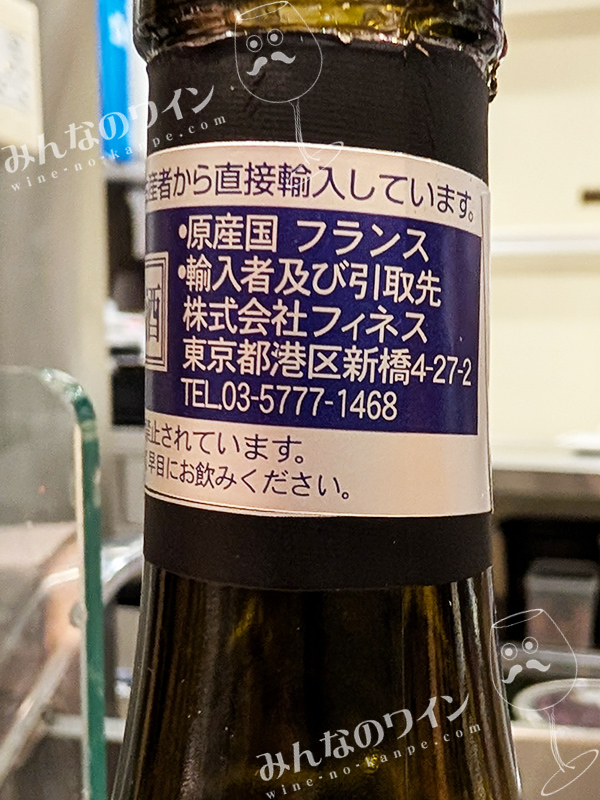 みんなのワイン
wine-no-kanpe.com
産者から直接輸入しています。
•原産国 フランス
•輸入者及び引取先
酒
株式会社フィネス
東京都港区新橋4-27-2
TEL.03-5777-1468
禁止されています。
早目にお飲みください。
みんなのワイン
wine-no-kanpe.com